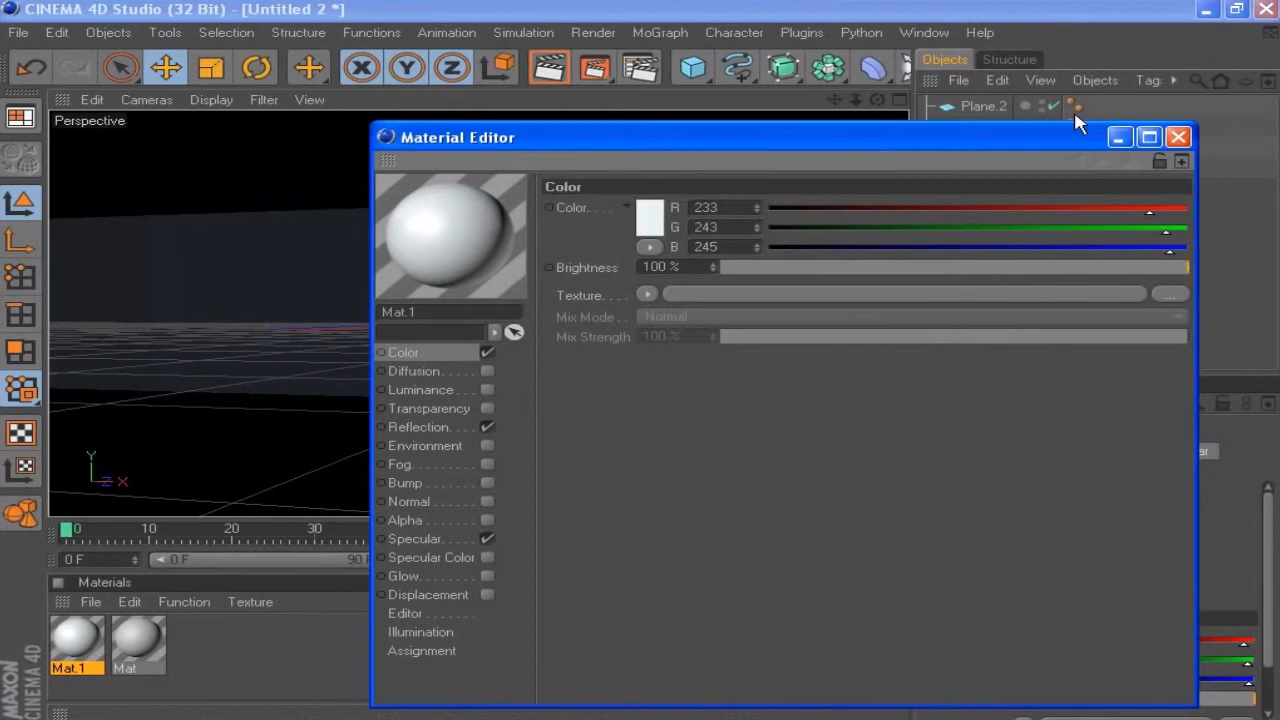 CINEMA 4D Studio (32 Bit) - [Untitled 2 *]
File Edit Objects Tools Selection Structure Functions Animation Simulation Render MoGraph Character Plugins Python Window Help
Objects Structure
Edit Cameras Display Filter View
File Edit View Objects Tag
Perspective
Plane.2
Material Editor
Color
Color. . . . .
R 233
G 243
B 245
Brightness 100 %
Texture. . . . .
Mix Mode. . Normal
Mix Strength 100 %
Mat.1
Color
Diffusion. . . . .
Luminance
Transparency
Reflection. . . .
Environment
Fog. . . . . . . . .
Bump
Normal
Alpha
Specular. . . . .
Specular Color
Glow. . . . . . . .
Displacement
Editor
Illumination
Assignment
Y
Z X
0 10 20 30
0 F 0 F 90 F
Materials
File Edit Function Texture
Mat.1 Mat
ar
MAXON
CINEMA 4D